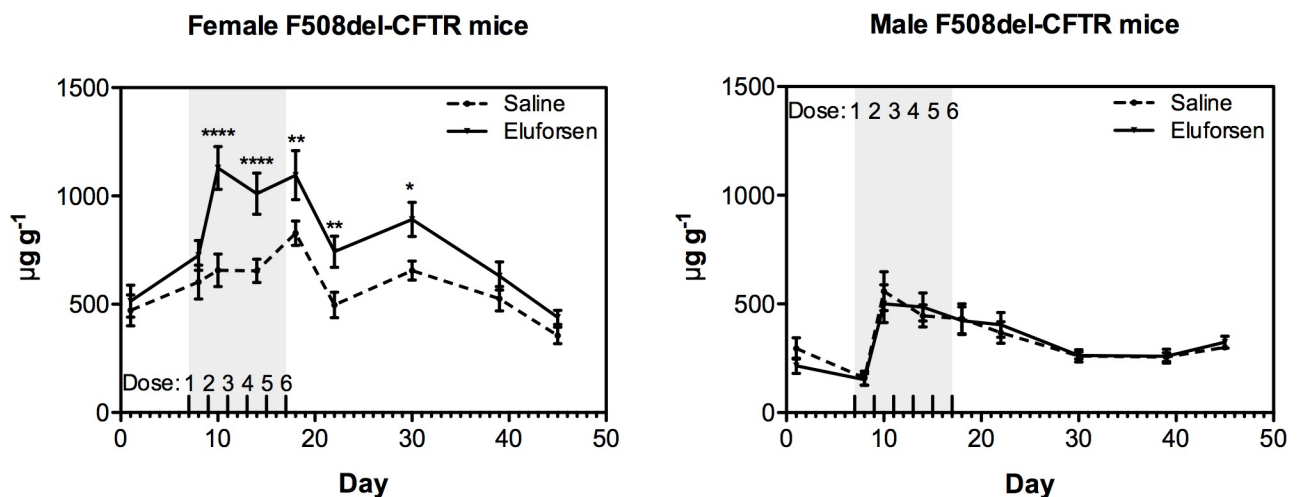 Female F508del-CFTR mice
1500
1000
500
0
µg g-1
Saline
Eluforsen
****
****
**
**
*
Dose: 1 2 3 4 5 6
0 10 20 30 40 50
Day
Male F508del-CFTR mice
1500
1000
500
0
µg g-1
Dose: 1 2 3 4 5 6
Saline
Eluforsen
0 10 20 30 40 50
Day